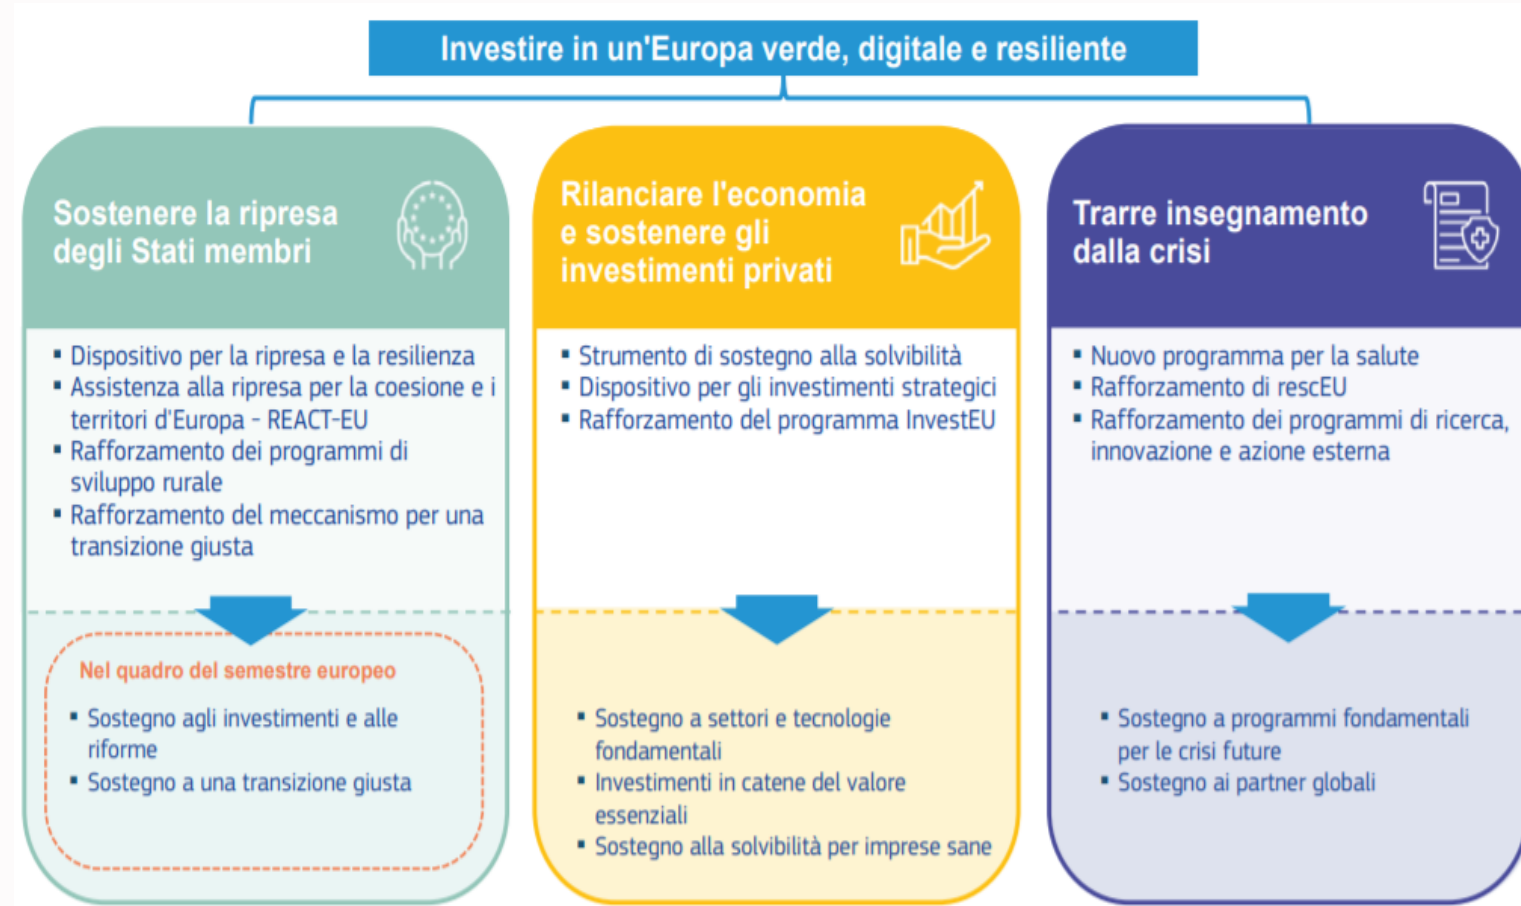 Investire in un'Europa verde, digitale e resiliente
Sostenere la ripresa
degli Stati membri
▪ Dispositivo per la ripresa e la resilienza
▪ Assistenza alla ripresa per la coesione e i
territori d'Europa - REACT-EU
▪ Rafforzamento dei programmi di
sviluppo rurale
▪ Rafforzamento del meccanismo per una
transizione giusta
Nel quadro del semestre europeo
▪ Sostegno agli investimenti e alle
riforme
▪ Sostegno a una transizione giusta
Rilanciare l'economia
e sostenere gli
investimenti privati
▪ Strumento di sostegno alla solvibilità
▪ Dispositivo per gli investimenti strategici
▪ Rafforzamento del programma InvestEU
▪ Sostegno a settori e tecnologie
fondamentali
▪ Investimenti in catene del valore
essenziali
▪ Sostegno alla solvibilità per imprese sane
Trarre insegnamento
dalla crisi
▪ Nuovo programma per la salute
▪ Rafforzamento di rescEU
▪ Rafforzamento dei programmi di ricerca,
innovazione e azione esterna
▪ Sostegno a programmi fondamentali
per le crisi future
▪ Sostegno ai partner globali